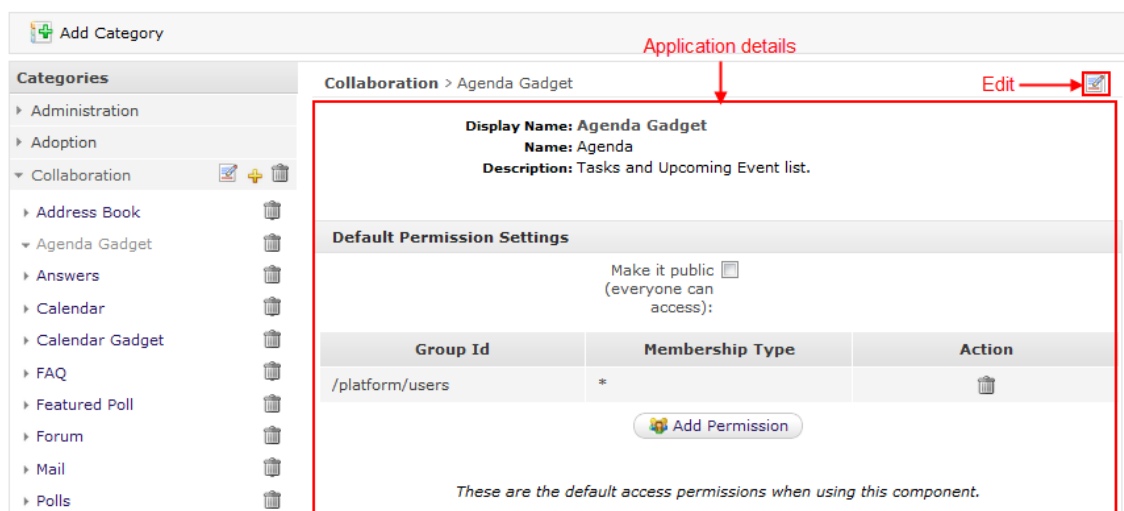 Add Category
Application details
Categories
Collaboration > Agenda Gadget
Edit
Administration
Adoption
Collaboration
Address Book
Agenda Gadget
Answers
Calendar
Calendar Gadget
FAQ
Featured Poll
Forum
Mail
Polls
Display Name: Agenda Gadget
Name: Agenda
Description: Tasks and Upcoming Event list.
Default Permission Settings
Make it public
(everyone can
access):
Group Id Membership Type Action
/platform/users *
Add Permission
These are the default access permissions when using this component.